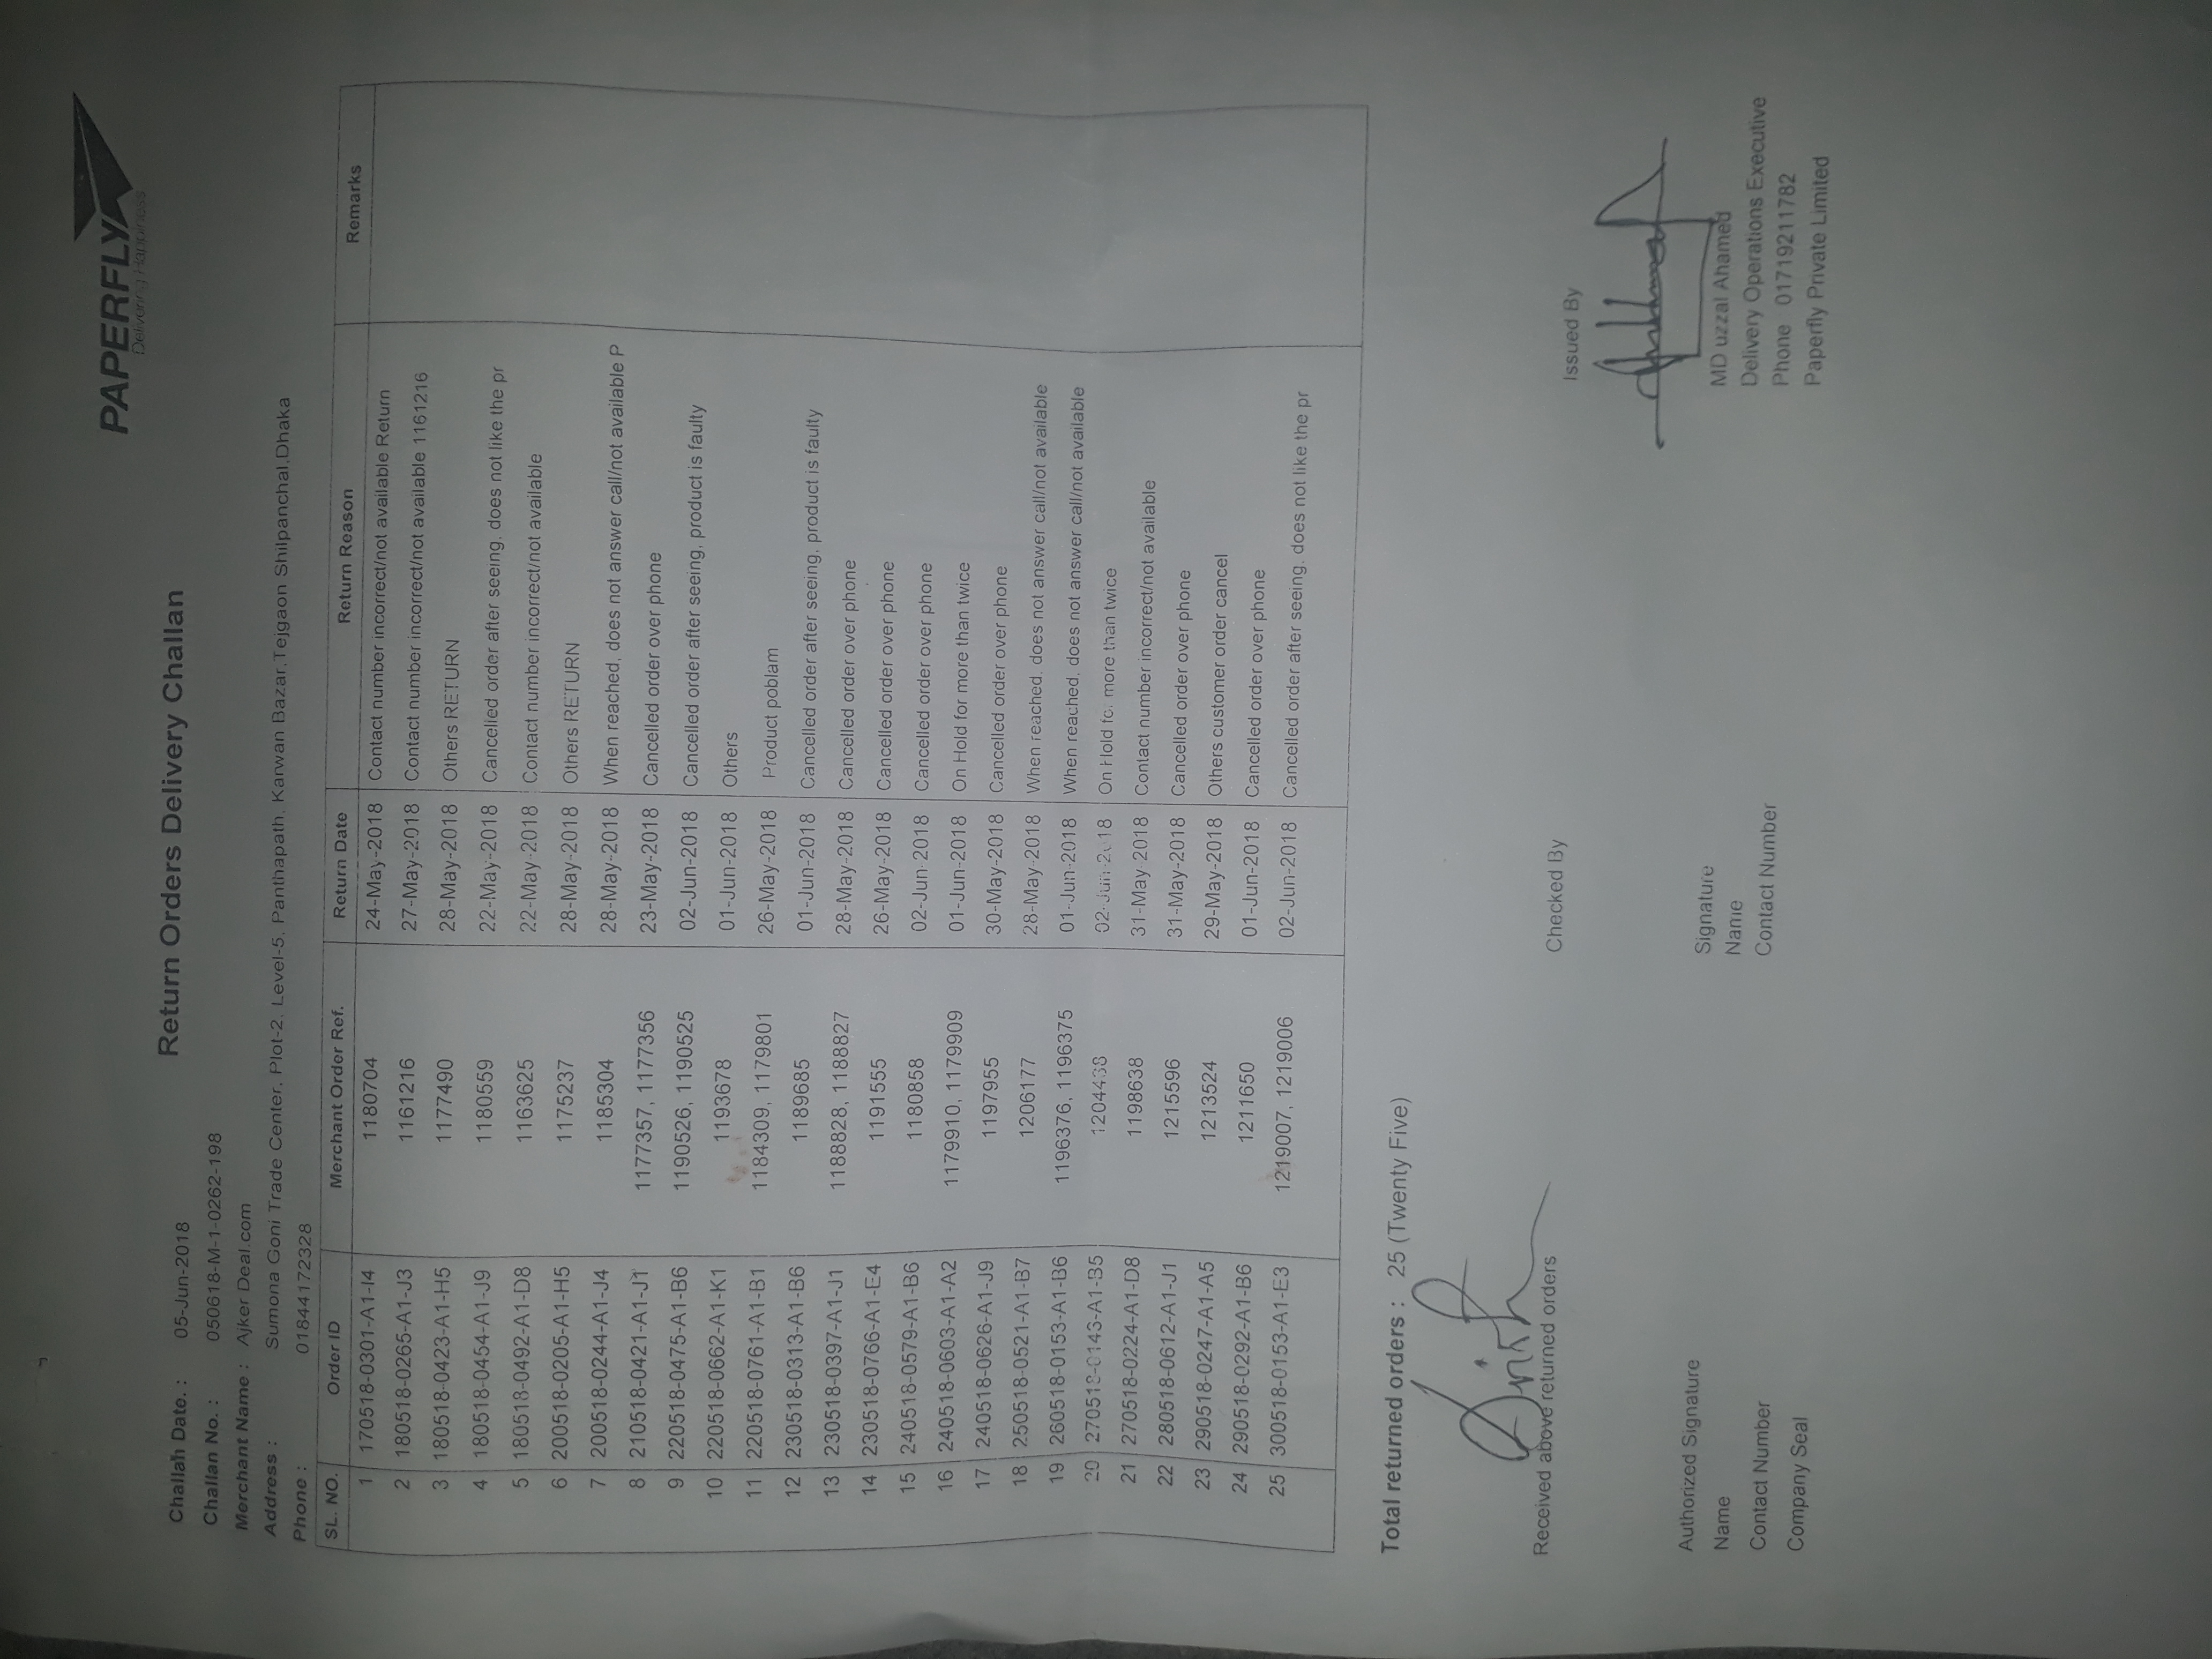 PAPERFLY
Delivering Happiness
Return Orders Delivery Challan
Challan Date. : 05-Jun-2018
Challan No. : 050618-M-1-0262-198
Merchant Name : Ajker Deal.com
Address : Sumona Goni Trade Center, Plot-2, Level-5, Panthapath, Karwan Bazar,Tejgaon Shilpanchal,Dhaka
Phone : 01844172328
SL. NO. Order ID Merchant Order Ref. Return Date Return Reason Remarks
1 170518-0301-A1-I4 1180704 24-May-2018 Contact number incorrect/not available Return
2 180518-0265-A1-J3 1161216 27-May-2018 Contact number incorrect/not available 1161216
3 180518-0423-A1-H5 1177490 28-May-2018 Others RETURN
4 180518-0454-A1-J9 1180559 22-May-2018 Cancelled order after seeing, does not like the pr
5 180518-0492-A1-D8 1163625 22-May-2018 Contact number incorrect/not available
6 200518-0205-A1-H5 1175237 28-May-2018 Others RETURN
7 200518-0244-A1-J4 1185304 28-May-2018 When reached, does not answer call/not available P
8 210518-0421-A1-J1 1177357, 1177356 23-May-2018 Cancelled order over phone
9 220518-0475-A1-B6 1190526, 1190525 02-Jun-2018 Cancelled order after seeing, product is faulty
10 220518-0662-A1-K1 1193678 01-Jun-2018 Others
11 220518-0761-A1-B1 1184309, 1179801 26-May-2018 Product poblam
12 230518-0313-A1-B6 1189685 01-Jun-2018 Cancelled order after seeing, product is faulty
13 230518-0397-A1-J1 1188828, 1188827 28-May-2018 Cancelled order over phone
14 230518-0766-A1-E4 1191555 26-May-2018 Cancelled order over phone
15 240518-0579-A1-B6 1180858 02-Jun-2018 Cancelled order over phone
16 240518-0603-A1-A2 1179910, 1179909 01-Jun-2018 On Hold for more than twice
17 240518-0626-A1-J9 1197955 30-May-2018 Cancelled order over phone
18 250518-0521-A1-B7 1206177 28-May-2018 When reached, does not answer call/not available
19 260518-0153-A1-B6 1196376, 1196375 01-Jun-2018 When reached, does not answer call/not available
20 02-Jun-2018 On Hold for more than twice
21 270518-0224-A1-D8 1198638 31-May-2018 Contact number incorrect/not available
22 280518-0612-A1-J1 1215596 31-May-2018 Cancelled order over phone
23 290518-0247-A1-A5 1213524 29-May-2018 Others customer order cancel
24 290518-0292-A1-B6 1211650 01-Jun-2018 Cancelled order over phone
25 300518-0153-A1-E3 1219007, 1219006 02-Jun-2018 Cancelled order after seeing, does not like the pr
Total returned orders : 25 (Twenty Five)
Received above returned orders Checked By Issued By
Authorized Signature Signature MD uzzal Ahamed
Name Name Delivery Operations Executive
Contact Number Contact Number Phone 01719211782
Company Seal Paperfly Private Limited